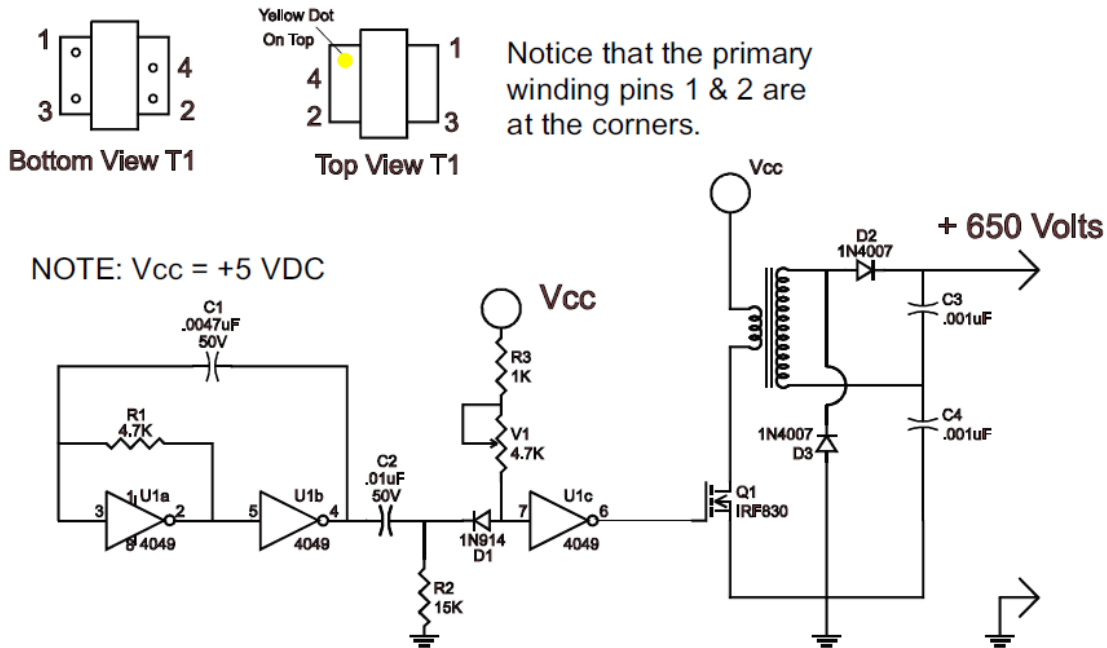 Yellow Dot
On Top
1
3
4
2
Bottom View T1
4
2
1
3
Top View T1
Notice that the primary
winding pins 1 & 2 are
at the corners.
NOTE: Vcc = +5 VDC
C1
.0047uF
50V
R1
4.7K
3
1
U1a
2
8
4049
5
U1b
4
4049
C2
.01uF
50V
R2
15K
1N914
D1
Vcc
R3
1K
V1
4.7K
7
U1c
6
4049
Vcc
Q1
IRF830
D2
1N4007
+ 650 Volts
C3
.001uF
1N4007
D3
C4
.001uF